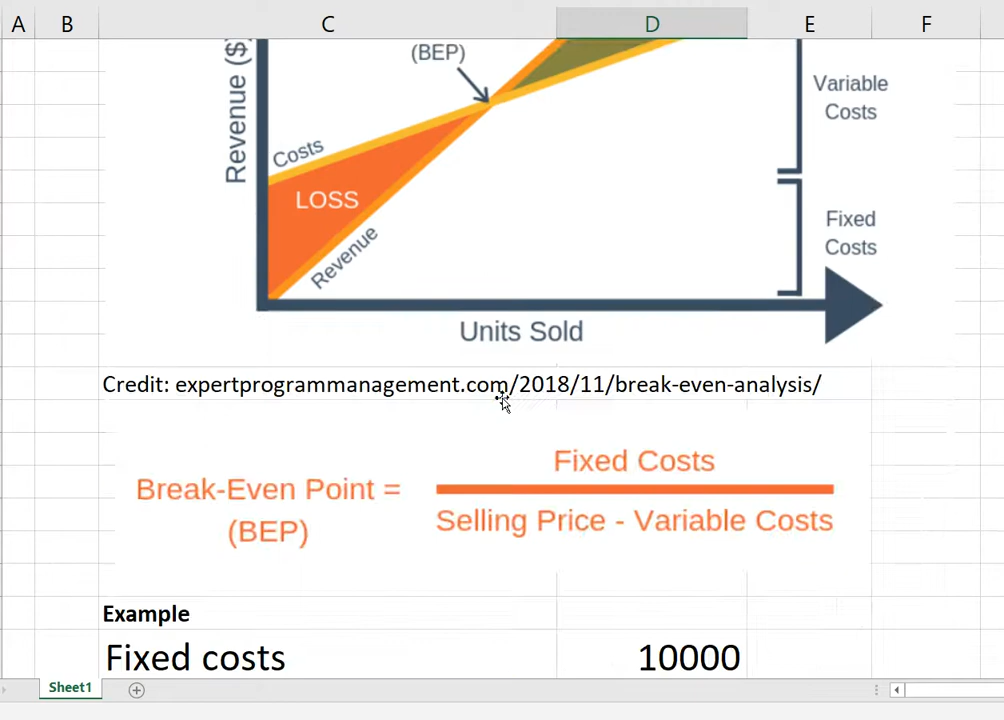 A B C D E F
(BEP)
Revenue ($)
Variable
Costs
Costs
LOSS
Revenue
Fixed
Costs
Units Sold
Credit: expertprogrammanagement.com/2018/11/break-even-analysis/
Break-Even Point =
(BEP)
Fixed Costs
Selling Price - Variable Costs
Example
Fixed costs 10000
Sheet1